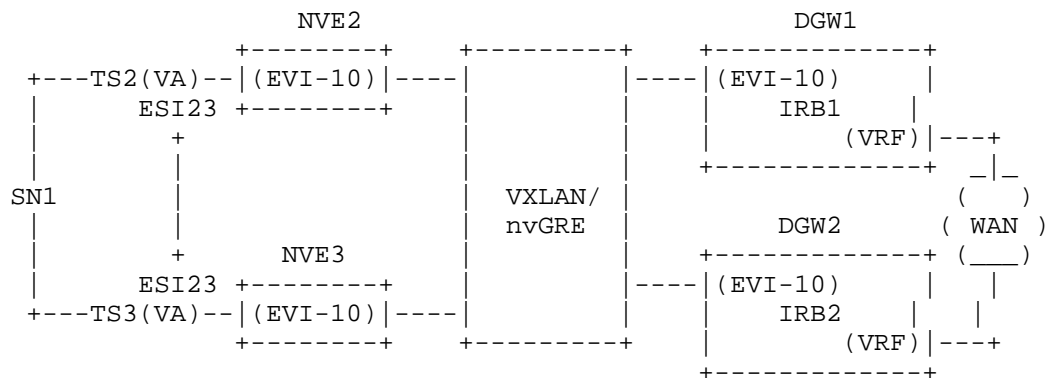 NVE2 DGW1
+---TS2(VA)--|(EVI-10)|----| |----|(EVI-10) |
ESI23 IRB1
(VRF)|---+
SN1 VXLAN/
nvGRE DGW2 ( WAN )
NVE3
ESI23 |----|(EVI-10)
+---TS3(VA)--|(EVI-10)|----| IRB2
(VRF)|---+